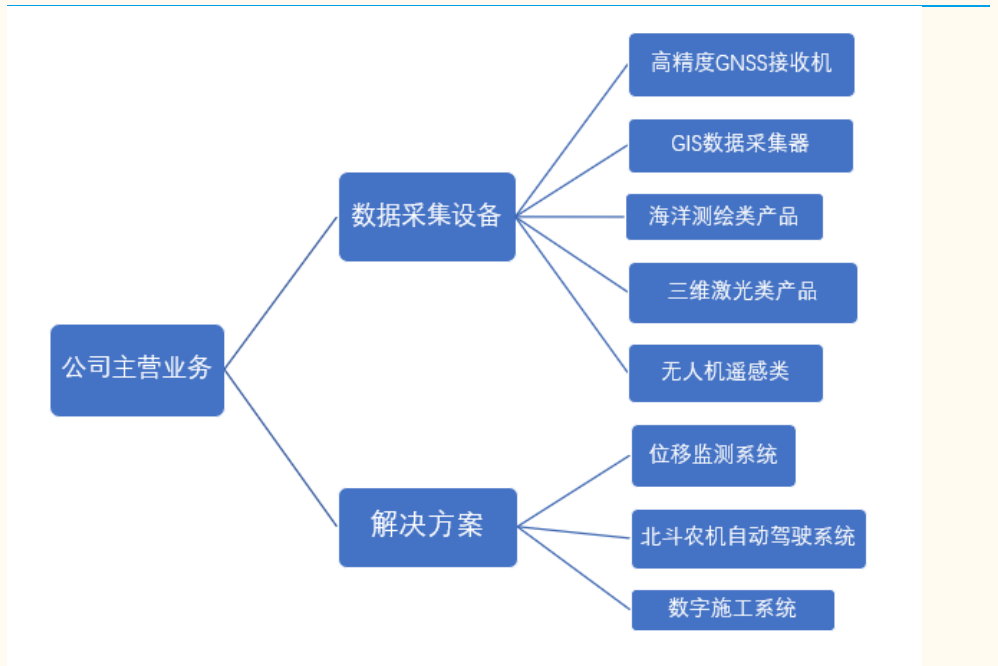 公司主营业务
数据采集设备
高精度GNSS接收机
GIS数据采集器
海洋测绘类产品
三维激光类产品
无人机遥感类
解决方案
位移监测系统
北斗农机自动驾驶系统
数字施工系统